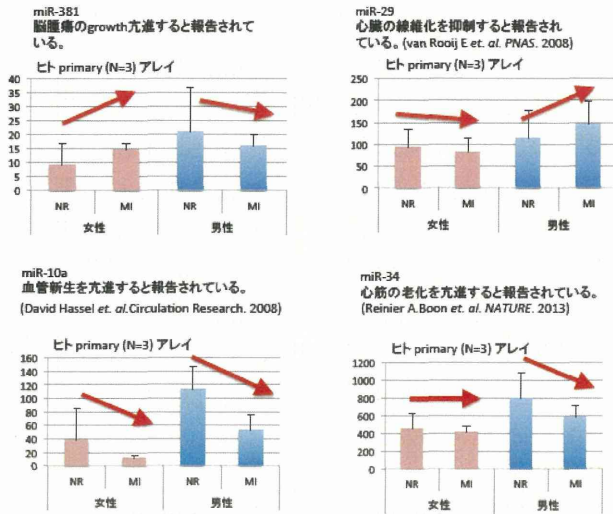 miR-381
脳腫瘍のgrowth亢進すると報告されて
いる。
ヒト primary (N=3) アレイ
40
35
30
25
20
15
10
5
0
NR
MI
NR
MI
女性
男性
miR-29
心臓の線維化を抑制すると報告され
ている。(van Rooij E et. al. PNAS. 2008)
ヒト primary (N=3) アレイ
250
200
150
100
50
0
NR
MI
NR
MI
女性
男性
miR-10a
血管新生を亢進すると報告されている。
(David Hassel et. al.Circulation Research. 2008)
ヒト primary (N=3) アレイ
160
140
120
100
80
60
40
20
0
NR
MI
NR
MI
女性
男性
miR-34
心筋の老化を亢進すると報告されている。
(Reinier A.Boon et. al. NATURE. 2013)
ヒト primary (N=3) アレイ
1200
1000
800
600
400
200
0
NR
MI
NR
MI
女性
男性